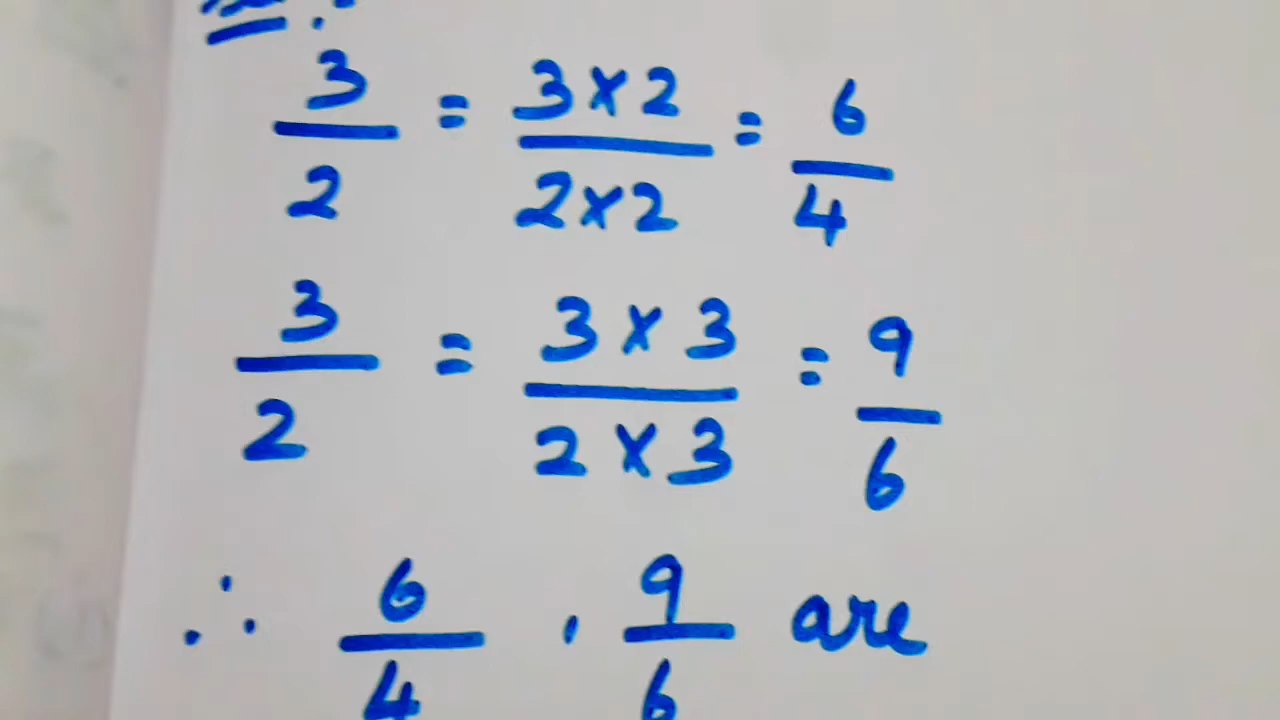 3/2 = 3×2/2×2 = 6/4
3/2 = 3×3/2×3 = 9/6
∴ 6/4 , 9/6 are